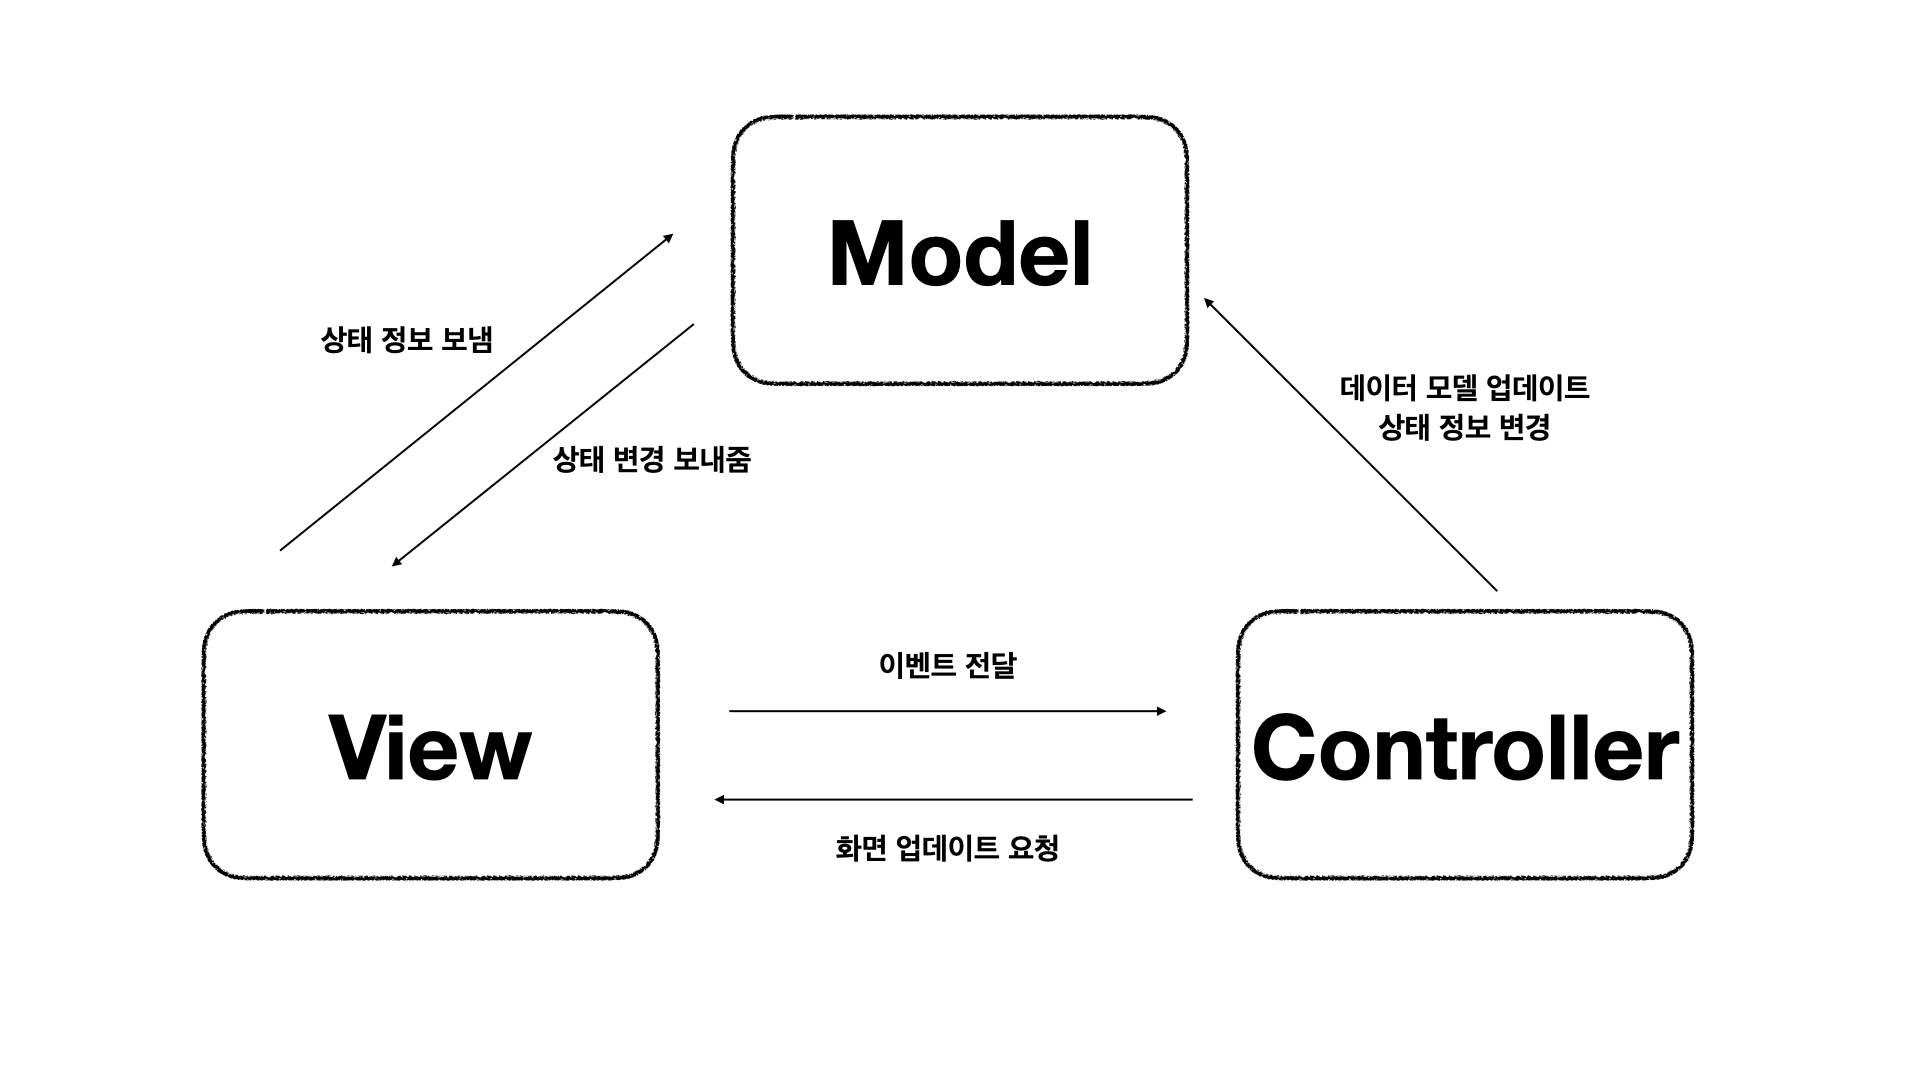 Model
상태 정보 보냄
데이터 모델 업데이트
상태 정보 변경
상태 변경 보내줌
이벤트 전달
View
Controller
화면 업데이트 요청